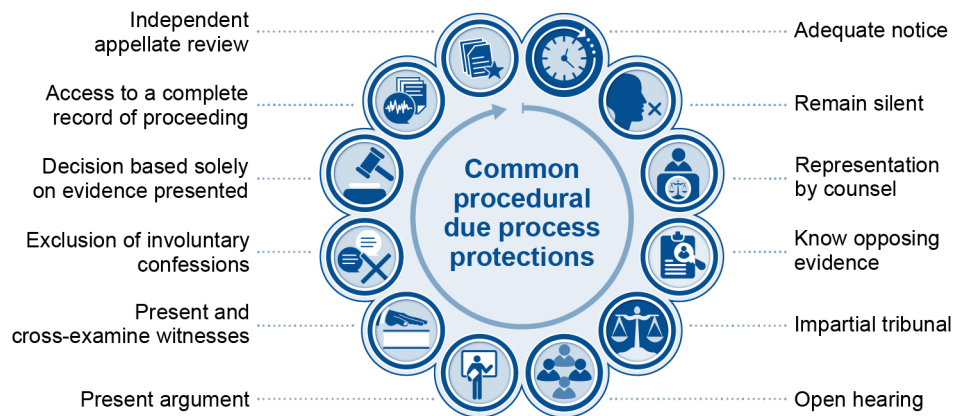 Common
procedural
due process
protections
Adequate notice
Remain silent
Representation
by counsel
Know opposing
evidence
Impartial tribunal
Open hearing
Present argument
Present and
cross-examine witnesses
Exclusion of involuntary
confessions
Decision based solely
on evidence presented
Access to a complete
record of proceeding
Independent
appellate review